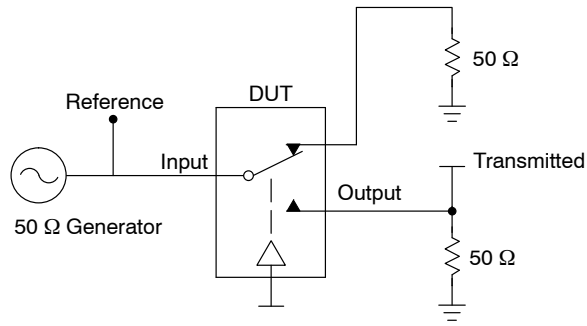 50 Ω
DUT
Reference
Input
Transmitted
Output
50 Ω Generator
50 Ω